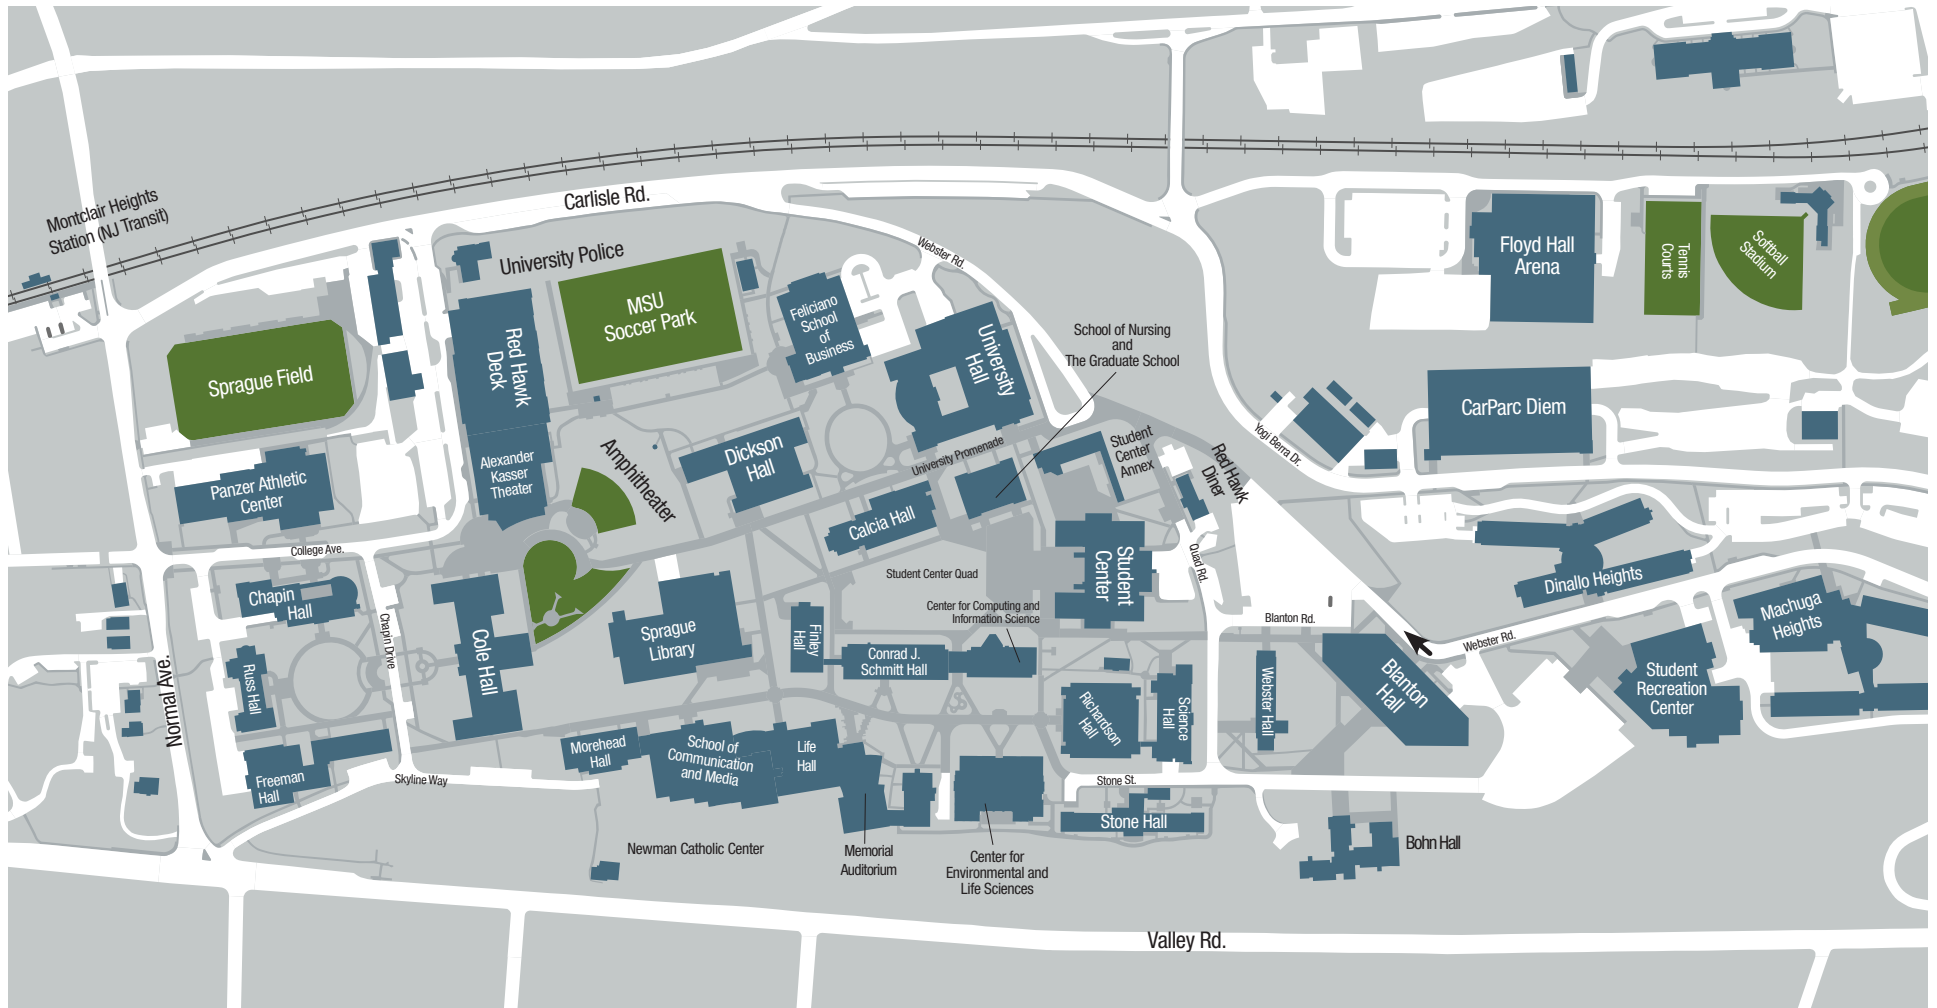 Montclair Heights
Station (NJ Transit)
Carlisle Rd.
University Police
Webster Rd.
MSU
Soccer Park
Sprague Field
Red Hawk
Deck
Feliciano
School
of
Business
University
Hall
School of Nursing
and
The Graduate School
Floyd Hall
Arena
Tennis
Courts
Softball
Stadium
CarParc Diem
Yogi Berra Dr.
Panzer Athletic
Center
Alexander
Kasser
Theater
Amphitheater
Dickson
Hall
University Promenade
Student
Center
Annex
Red Hawk
Diner
Calcia Hall
College Ave.
Student Center Quad
Student
Center
Quad Rd.
Dinallo Heights
Machuga
Heights
Chapin
Hall
Chapin Drive
Cole Hall
Sprague
Library
Finley
Hall
Center for Computing and
Information Science
Conrad J.
Schmitt Hall
Blanton Rd.
Webster Rd.
Blanton
Hall
Student
Recreation
Center
Normal Ave.
Russ Hall
Richardson
Hall
Science
Hall
Webster Hall
Freeman
Hall
Skyline Way
Morehead
Hall
School of
Communication
and Media
Life
Hall
Stone St.
Stone Hall
Bohn Hall
Newman Catholic Center
Memorial
Auditorium
Center for
Environmental and
Life Sciences
Valley Rd.